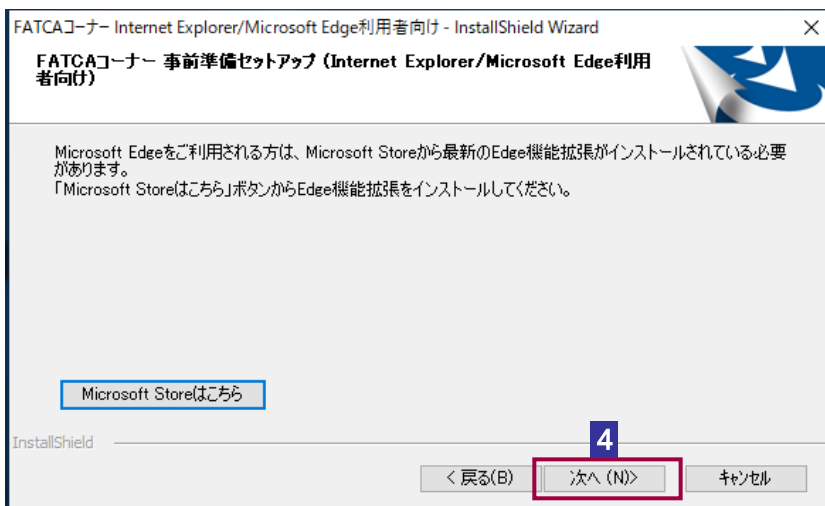 FATCAコーナー Internet Explorer/Microsoft Edge利用者向け - InstallShield Wizard
FATCAコーナー 事前準備セットアップ (Internet Explorer/Microsoft Edge利用
者向け)
Microsoft Edgeをご利用される方は、Microsoft Storeから最新のEdge機能拡張がインストールされている必要
があります。
「Microsoft Storeはこちら」ボタンからEdge機能拡張をインストールしてください。
Microsoft Storeはこちら
InstallShield
4
< 戻る(B)
次へ (N)>
キャンセル